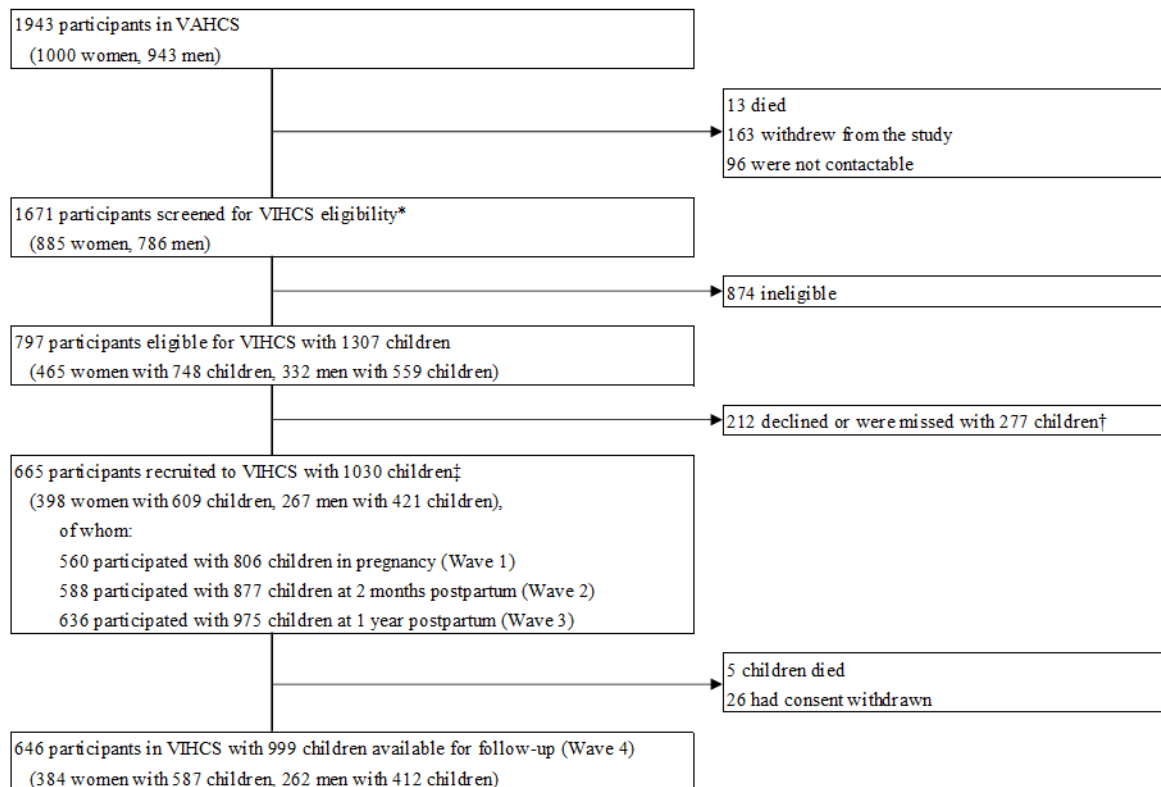 1943 participants in VAHCS
(1000 women, 943 men)
13 died
163 withdrew from the study
96 were not contactable
1671 participants screened for VIHCS eligibility*
(885 women, 786 men)
874 ineligible
797 participants eligible for VIHCS with 1307 children
(465 women with 748 children, 332 men with 559 children)
212 declined or were missed with 277 children†
665 participants recruited to VIHCS with 1030 children‡
(398 women with 609 children, 267 men with 421 children),
of whom:
560 participated with 806 children in pregnancy (Wave 1)
588 participated with 877 children at 2 months postpartum (Wave 2)
636 participated with 975 children at 1 year postpartum (Wave 3)
5 children died
26 had consent withdrawn
646 participants in VIHCS with 999 children available for follow-up (Wave 4)
(384 women with 587 children, 262 men with 412 children)